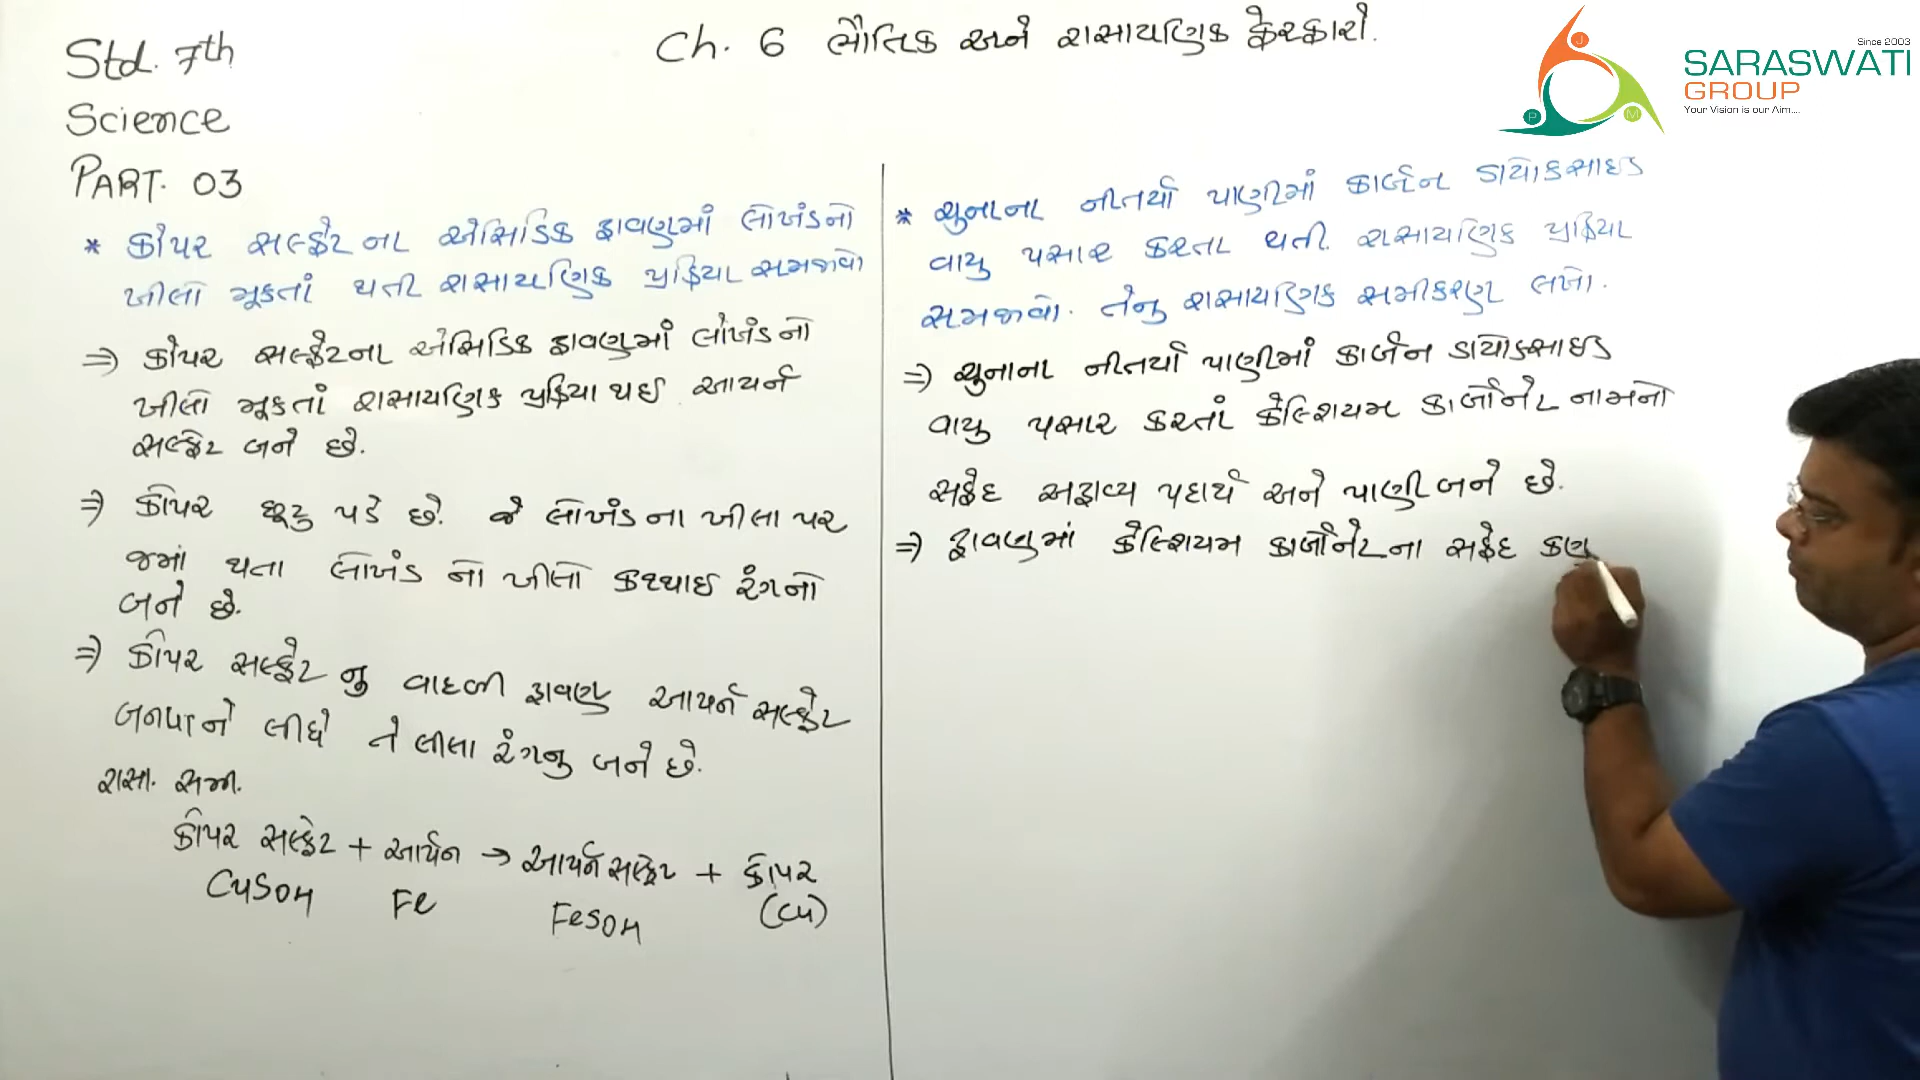 Std. 7th
Science
PART. 03
Ch. 6 ભૌતિક અને રાસાયણિક ફેરફારો.
Since 2003
SARASWATI
GROUP
Your Vision is our Aim....
J
P
M
* કોપર સલ્ફેટ ના એસિડિક દ્રાવણમાં લોખંડનો
ખીલો મૂકતાં થતી રાસાયણિક પ્રક્રિયા સમજાવો
⇒ કોપર સલ્ફેટના એસિડિક દ્રાવણમાં લોખંડનો
ખીલો મૂકતાં રાસાયણિક પ્રક્રિયા થઈ આયર્ન
સલ્ફેટ બને છે.
⇒ કોપર છૂટુ પડે છે. જે લોખંડના ખીલા પર
જમાં થતા લોખંડ નો ખીલો કથ્થાઈ રંગનો
બને છે.
⇒ કોપર સલ્ફેટ નુ વાદળી દ્રાવણ આયર્ન સલ્ફેટ
બનવાને લીધે તે લીલા રંગનુ બને છે.
રાસા. સમી.
કોપર સલ્ફેટ + આર્યન → આયર્ન સલ્ફેટ + કોપર
CuSO4 Fe FeSO4 (Cu)
* ચુનાના નીતર્યા પાણીમાં કાર્બન ડાયોકસાઇડ
વાયુ પસાર કરતા થતી રાસાયણિક પ્રક્રિયા
સમજાવો. તેનુ રાસાયણિક સમીકરણ લખો.
⇒ ચુનાના નીતર્યા પાણીમાં કાર્બન ડાયોકસાઇડ
વાયુ પસાર કરતાં કેલ્શિયમ કાર્બોનેટ નામનો
સફેદ અદ્રાવ્ય પદાર્થ અને પાણી બને છે.
⇒ દ્રાવણમાં કેલ્શિયમ કાર્બોનેટના સફેદ કણ